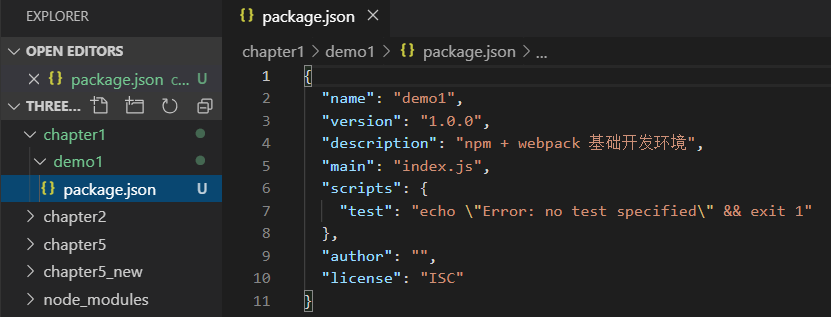 EXPLORER
OPEN EDITORS
package.json c... U
THREE...
chapter1
demo1
{} package.json U
chapter2
chapter5
chapter5_new
node_modules
{} package.json ×
chapter1 > demo1 > {} package.json > ...
1 {
2 "name": "demo1",
3 "version": "1.0.0",
4 "description": "npm + webpack 基础开发环境",
5 "main": "index.js",
6 "scripts": {
7 "test": "echo \"Error: no test specified\" && exit 1"
8 },
9 "author": "",
10 "license": "ISC"
11 }